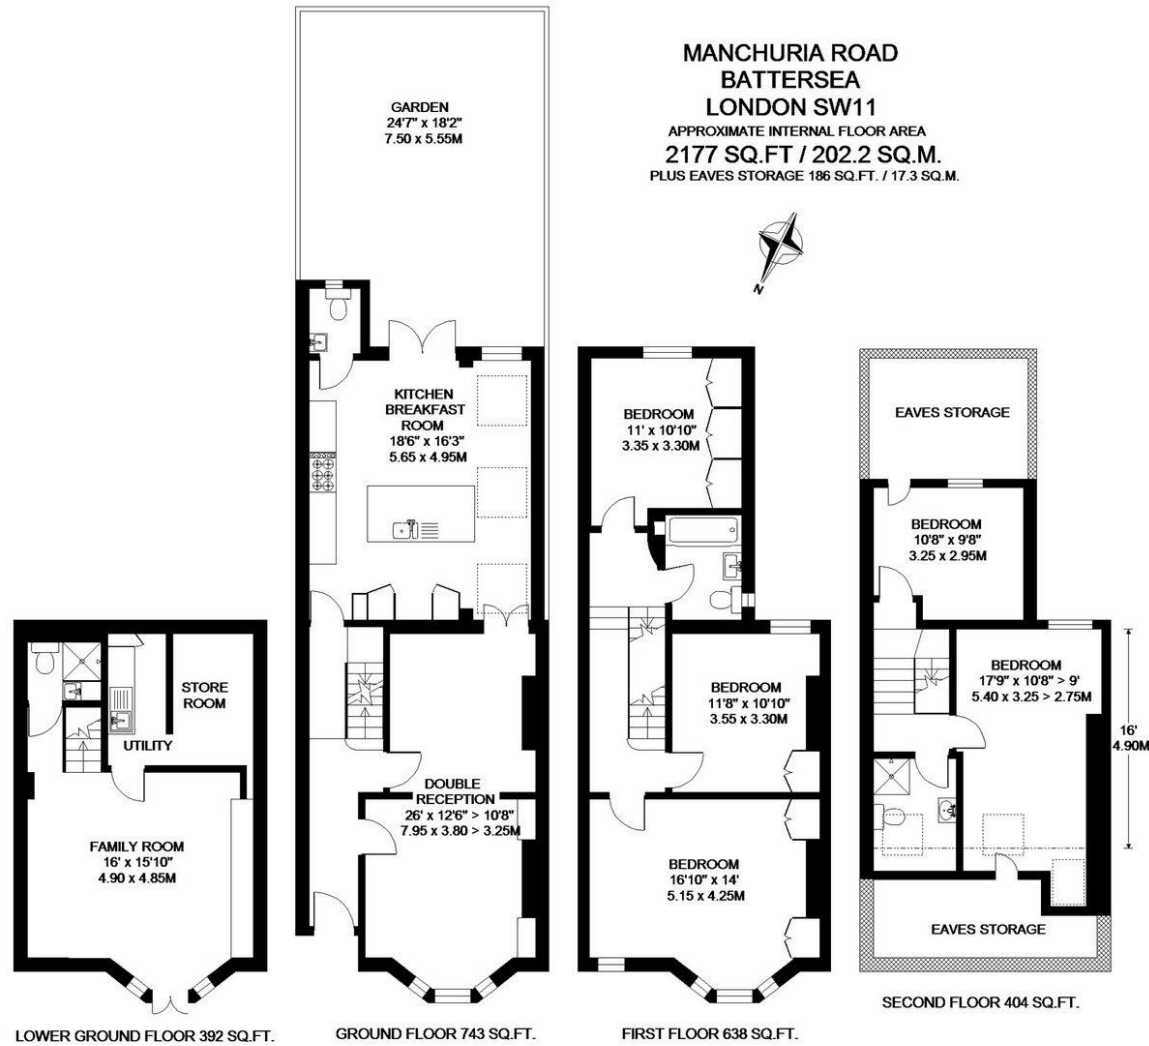 MANCHURIA ROAD
BATTERSEA
LONDON SW11
APPROXIMATE INTERNAL FLOOR AREA
2177 SQ.FT / 202.2 SQ.M.
PLUS EAVES STORAGE 186 SQ.FT. / 17.3 SQ.M.
N
GARDEN
24'7" x 18'2"
7.50 x 5.55M
KITCHEN
BREAKFAST
ROOM
18'6" x 16'3"
5.65 x 4.95M
DOUBLE
RECEPTION
26' x 12'6" > 10'8"
7.95 x 3.80 > 3.25M
BEDROOM
11' x 10'10"
3.35 x 3.30M
BEDROOM
11'8" x 10'10"
3.55 x 3.30M
BEDROOM
16'10" x 14'
5.15 x 4.25M
EAVES STORAGE
BEDROOM
10'8" x 9'8"
3.25 x 2.95M
BEDROOM
17'9" x 10'8" > 9'
5.40 x 3.25 > 2.75M
16'
4.90M
EAVES STORAGE
STORE
ROOM
UTILITY
FAMILY ROOM
16' x 15'10"
4.90 x 4.85M
LOWER GROUND FLOOR 392 SQ.FT.
GROUND FLOOR 743 SQ.FT.
FIRST FLOOR 638 SQ.FT.
SECOND FLOOR 404 SQ.FT.